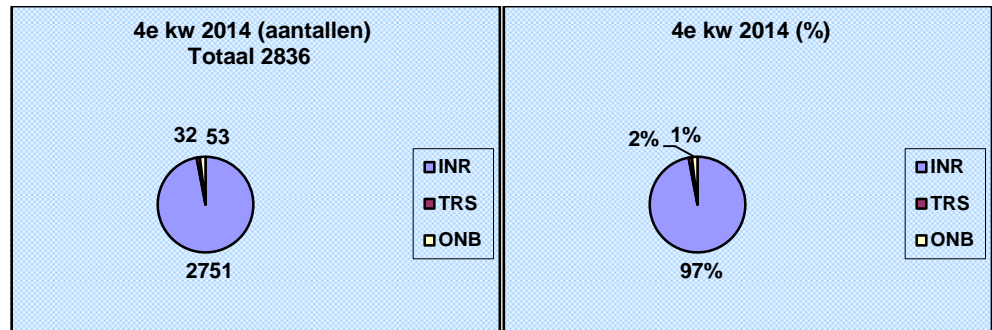 4e kw 2014 (aantallen)
Totaal 2836
32 53
2751
INR
TRS
ONB
4e kw 2014 (%)
2% 1%
97%
INR
TRS
ONB